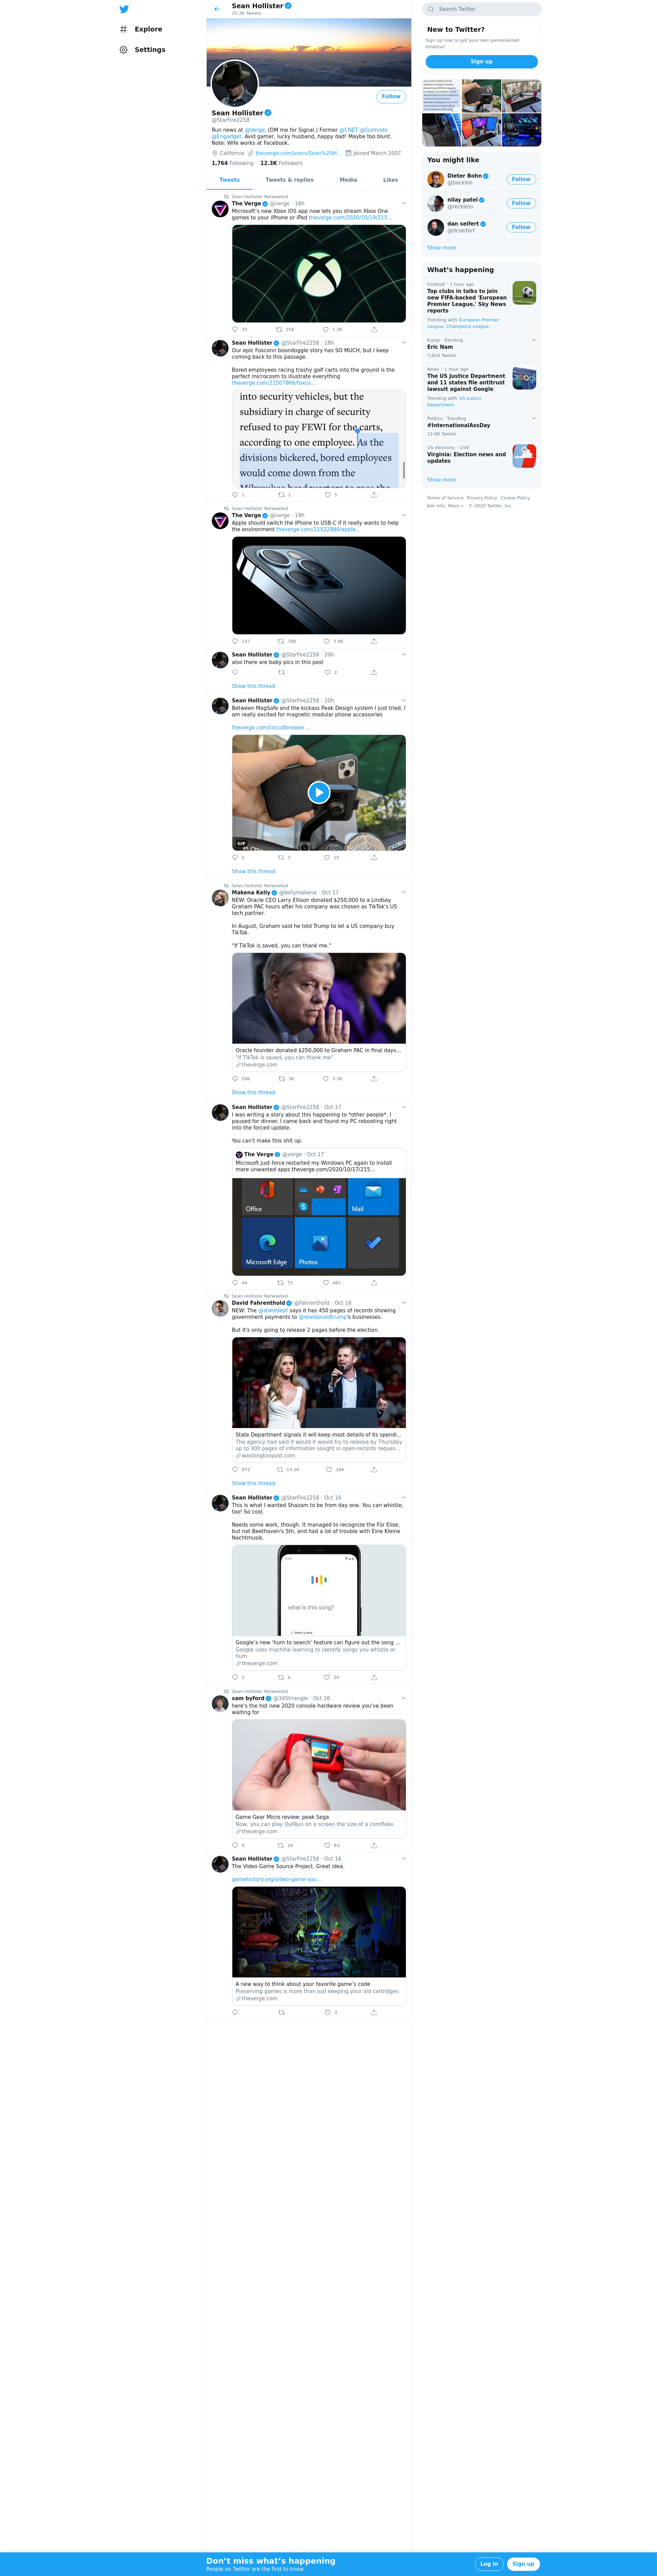 Explore
Settings
Sean Hollister
25.3K Tweets
Follow
Sean Hollister
@StarFire2258
Run news at @Verge. (DM me for Signal.) Former @CNET @Gizmodo
@Engadget. Avid gamer, lucky husband, happy dad! Maybe too blunt.
Note: Wife works at Facebook.
California theverge.com/users/Sean%20H… Joined March 2007
1,764 Following 12.3K Followers
Tweets Tweets & replies Media Likes
Sean Hollister Retweeted
The Verge @verge · 16h
Microsoft's new Xbox iOS app now lets you stream Xbox One
games to your iPhone or iPad theverge.com/2020/10/19/215…
33 258 1.3K
Sean Hollister @StarFire2258 · 18h
Our epic Foxconn boondoggle story has SO MUCH, but I keep
coming back to this passage.
Bored employees racing trashy golf carts into the ground is the
perfect microcosm to illustrate everything
theverge.com/21507966/foxco…
into security vehicles, but the
subsidiary in charge of security
refused to pay FEWI for the carts,
according to one employee. As the
divisions bickered, bored employees
would come down from the
Milwaukee headquarters to race the
2 1 5
Sean Hollister Retweeted
The Verge @verge · 19h
Apple should switch the iPhone to USB-C if it really wants to help
the environment theverge.com/21522980/apple…
137 786 3.9K
Sean Hollister @StarFire2258 · 20h
also there are baby pics in this post
2
Show this thread
Sean Hollister @StarFire2258 · 20h
Between MagSafe and the kickass Peak Design system I just tried, I
am really excited for magnetic modular phone accessories
theverge.com/circuitbreaker…
GIF
5 3 15
Show this thread
Sean Hollister Retweeted
Makena Kelly @kellymakena · Oct 17
NEW: Oracle CEO Larry Ellison donated $250,000 to a Lindsey
Graham PAC hours after his company was chosen as TikTok's US
tech partner.
In August, Graham said he told Trump to let a US company buy
TikTok.
"If TikTok is saved, you can thank me."
Oracle founder donated $250,000 to Graham PAC in final days…
"If TikTok is saved, you can thank me"
theverge.com
206 3K 3.3K
Show this thread
Sean Hollister @StarFire2258 · Oct 17
I was writing a story about this happening to *other people*. I
paused for dinner. I came back and found my PC rebooting right
into the forced update.
You can't make this shit up.
The Verge @verge · Oct 17
Microsoft just force restarted my Windows PC again to install
more unwanted apps theverge.com/2020/10/17/215…
Office
Mail
Microsoft Edge
Photos
44 73 461
Sean Hollister Retweeted
David Fahrenthold @Fahrenthold · Oct 16
NEW: The @statedept says it has 450 pages of records showing
government payments to @realdonaldtrump's businesses.
But it's only going to release 2 pages before the election.
State Department signals it will keep most details of its spendi…
The agency had said it would it would try to release by Thursday
up to 300 pages of information sought in open-records reques…
washingtonpost.com
973 13.2K 16K
Show this thread
Sean Hollister @StarFire2258 · Oct 16
This is what I wanted Shazam to be from day one. You can whistle,
too! So cool.
Needs some work, though. It managed to recognize the Für Elise,
but not Beethoven's 5th, and had a lot of trouble with Eine Kleine
Nachtmusik.
what is this song?
Search a song
Google's new 'hum to search' feature can figure out the song …
Google uses machine learning to identify songs you whistle or
hum
theverge.com
2 4 20
Sean Hollister Retweeted
sam byford @345triangle · Oct 16
here's the hot new 2020 console hardware review you've been
waiting for
Game Gear Micro review: peak Sega
Now, you can play OutRun on a screen the size of a cornflake.
theverge.com
9 18 63
Sean Hollister @StarFire2258 · Oct 16
The Video Game Source Project. Great idea.
gamehistory.org/video-game-sou…
A new way to think about your favorite game's code
Preserving games is more than just keeping your old cartridges
theverge.com
3
Search Twitter
New to Twitter?
Sign up now to get your own personalized
timeline!
Sign up
You might like
Dieter Bohn
@backlon
Follow
nilay patel
@reckless
Follow
dan seifert
@dcseifert
Follow
Show more
What's happening
Football · 1 hour ago
Top clubs in talks to join
new FIFA-backed 'European
Premier League,' Sky News
reports
Trending with European Premier
League, Champions League
K-pop · Trending
Eric Nam
7,854 Tweets
News · 1 hour ago
The US Justice Department
and 11 states file antitrust
lawsuit against Google
Trending with US Justice
Department
Politics · Trending
#InternationalAssDay
12.6K Tweets
US elections · LIVE
Virginia: Election news and
updates
Show more
Terms of Service Privacy Policy Cookie Policy
Ads info More © 2020 Twitter, Inc.
Don't miss what's happening
People on Twitter are the first to know.
Log in
Sign up